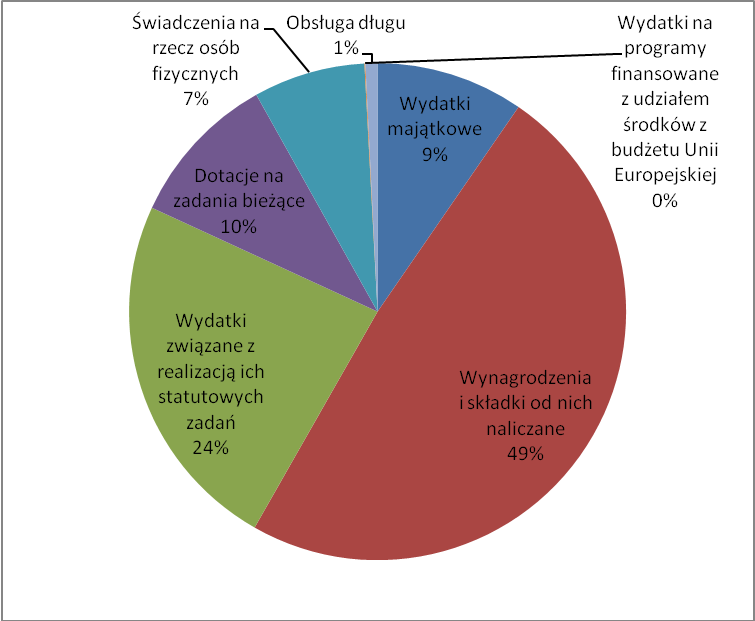 Świadczenia na
rzecz osób
fizycznych
7%
Obsługa długu
1%
Wydatki na
programy
finansowane
z udziałem
środków z
budżetu Unii
Europejskiej
0%
Wydatki
majątkowe
9%
Dotacje na
zadania bieżące
10%
Wydatki
związane z
realizacją ich
statutowych
zadań
24%
Wynagrodzenia
i składki od nich
naliczane
49%